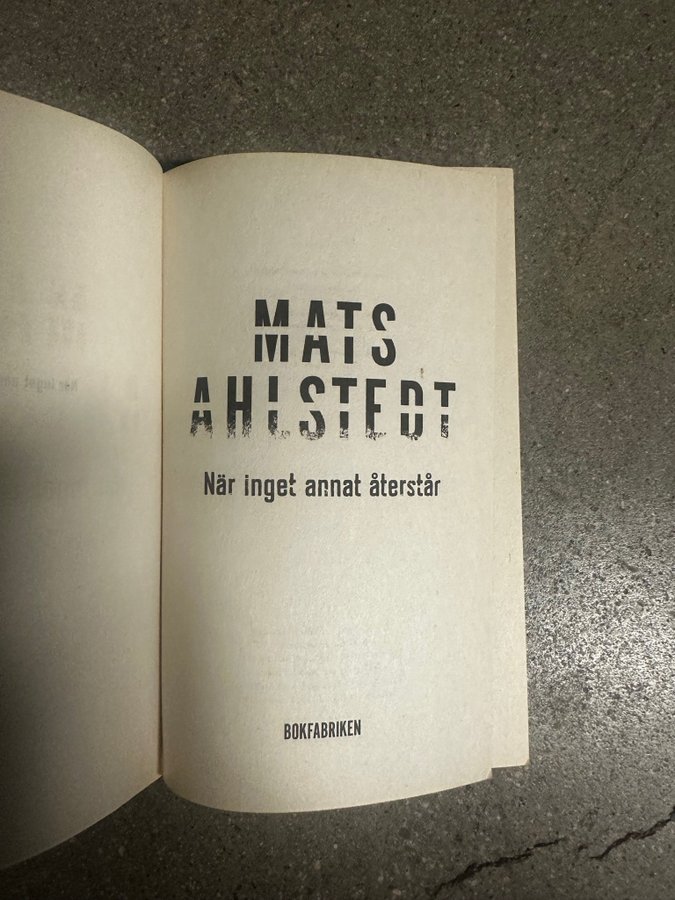 MATS
AHLSTEDT
När inget annat återstår
BOKFABRIKEN